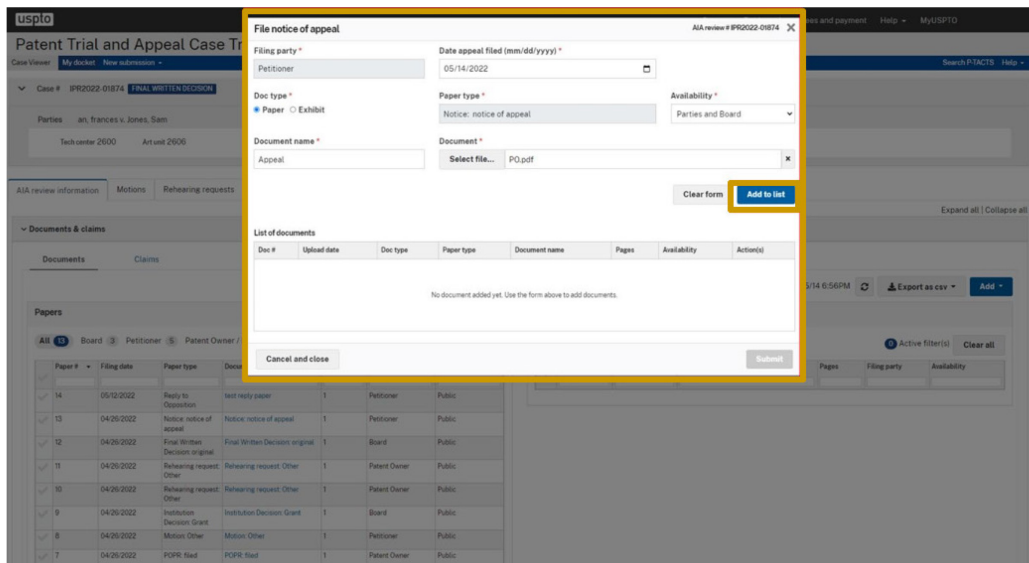 uspto
ees and payment Help MyUSPTO
Patent Trial and Appeal Case Tr
Case Viewer My docket New submission Search P-TACTS Help
Case # IPR2022-01874 FINAL WRITTEN DECISION
Parties an, frances v. Jones, Sam
Tech center 2600 Art unit 2606
AIA review information Motions Rehearing requests
Expand all | Collapse all
Documents & claims
Documents Claims
5/14 6:56PM Export as csv Add
Papers
All 13 Board 3 Petitioner 5 Patent Owner /
0 Active filter(s) Clear all
File notice of appeal AIA review # IPR2022-01874
Filing party * Date appeal filed (mm/dd/yyyy) *
Petitioner 05/14/2022
Doc type * Paper type * Availability *
Paper Exhibit Notice: notice of appeal Parties and Board
Document name * Document *
Appeal Select file... PO.pdf
Clear form Add to list
List of documents
Doc # Upload date Doc type Paper type Document name Pages Availability Action(s)
No document added yet. Use the form above to add documents.
Cancel and close Submit
Paper # Filing date Paper type Docu Pages Filing party Availability
14 05/12/2022 Reply to Opposition test reply paper 1 Petitioner Public
13 04/26/2022 Notice: notice of appeal Notice: notice of appeal 1 Petitioner Public
12 04/26/2022 Final Written Decision: original Final Written Decision: original 1 Board Public
11 04/26/2022 Rehearing request: Other Rehearing request: Other 1 Patent Owner Public
10 04/26/2022 Rehearing request: Other Rehearing request: Other 1 Patent Owner Public
9 04/26/2022 Institution Decision: Grant Institution Decision: Grant 1 Board Public
8 04/26/2022 Motion: Other Motion: Other 1 Petitioner Public
7 04/26/2022 POPR: filed POPR: filed 1 Patent Owner Public